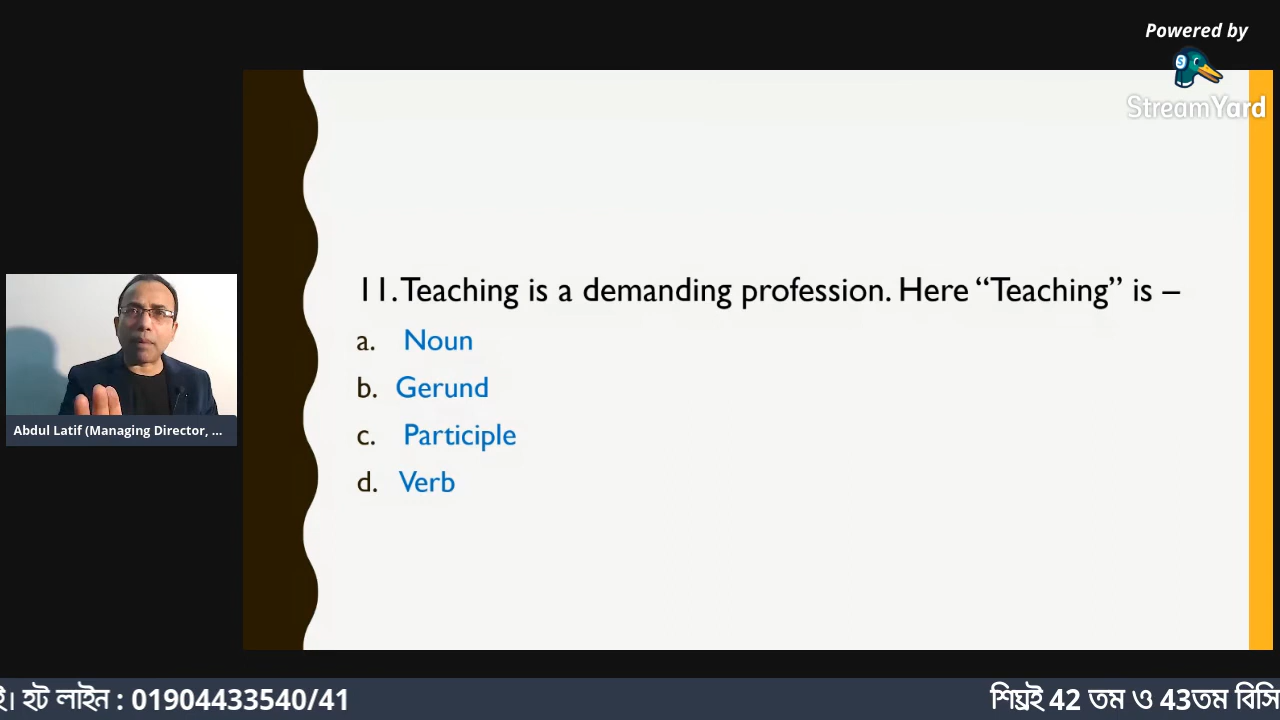 Powered by
StreamYard
11. Teaching is a demanding profession. Here “Teaching” is –
a. Noun
b. Gerund
c. Participle
d. Verb
Abdul Latif (Managing Director, ...
ই। হট লাইন : 01904433540/41
শিঘ্রই 42 তম ও 43তম বিসি